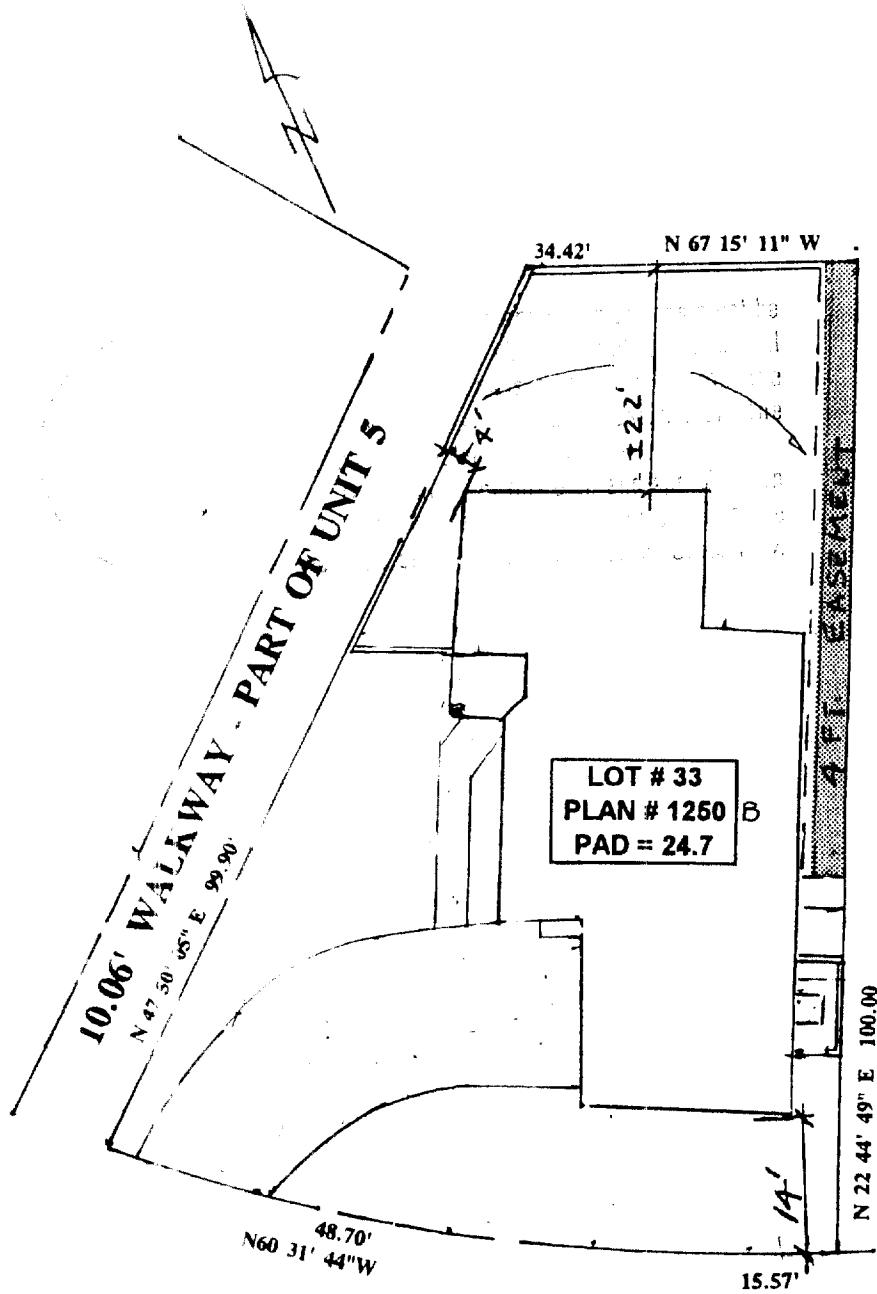 N
34.42' N 67 15' 11" W
4'
±22'
10.06' WALKWAY - PART OF UNIT 5
N 47 50' 05" E 99.90'
4 FT. EASEMENT
LOT # 33
PLAN # 1250 B
PAD = 24.7
N 22 44' 49" E 100.00
14'
48.70'
N60 31' 44"W
15.57'